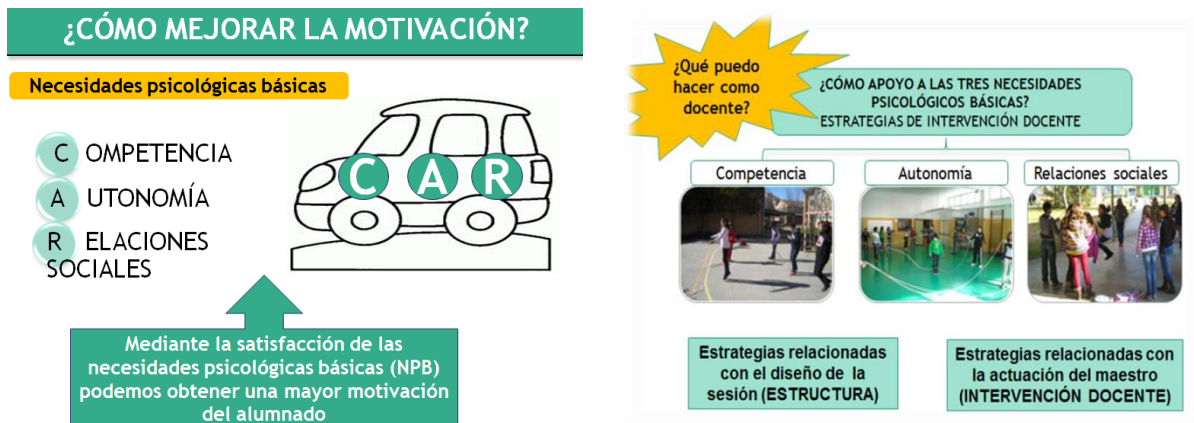 ¿CÓMO MEJORAR LA MOTIVACIÓN?
Necesidades psicológicas básicas
C OMPETENCIA
A UTONOMÍA
R ELACIONES
SOCIALES
C A R
Mediante la satisfacción de las
necesidades psicológicas básicas (NPB)
podemos obtener una mayor motivación
del alumnado
¿Qué puedo
hacer como
docente?
¿CÓMO APOYO A LAS TRES NECESIDADES
PSICOLÓGICOS BÁSICAS?
ESTRATEGIAS DE INTERVENCIÓN DOCENTE
Competencia
Autonomía
Relaciones sociales
Estrategias relacionadas
con el diseño de la
sesión (ESTRUCTURA)
Estrategias relacionadas con
la actuación del maestro
(INTERVENCIÓN DOCENTE)